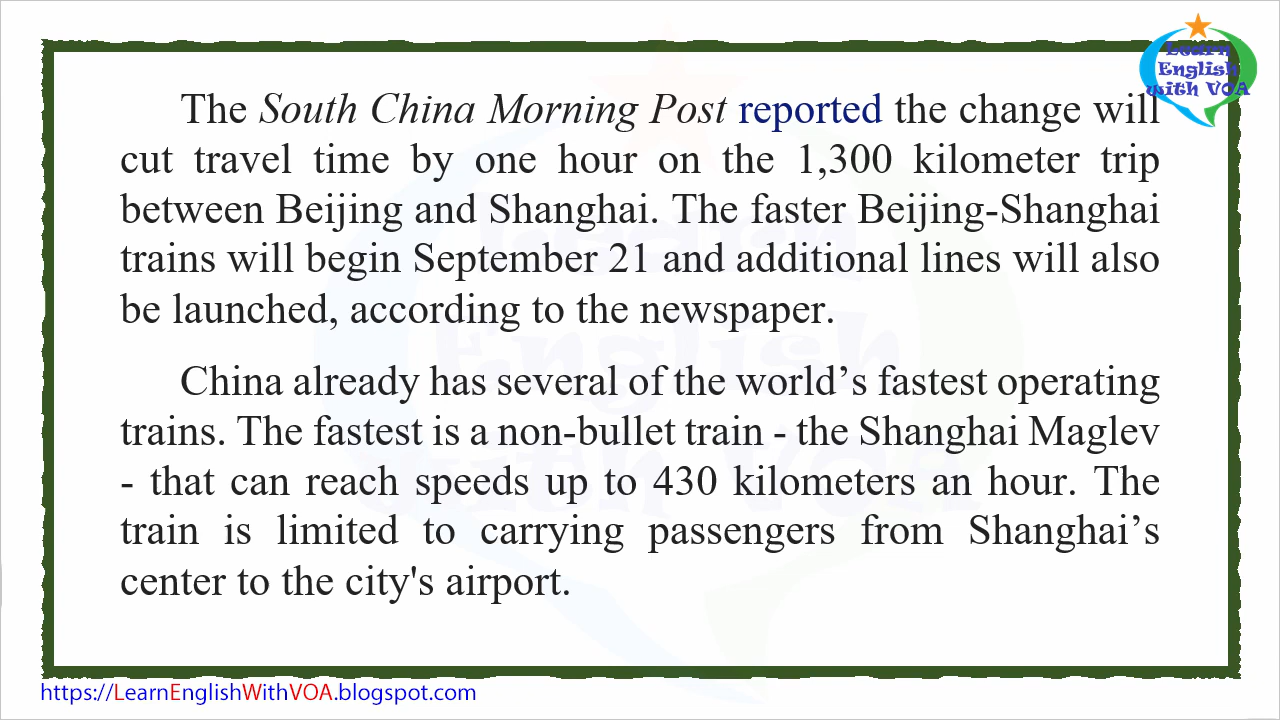 Learn
English
with VOA
The South China Morning Post reported the change will
cut travel time by one hour on the 1,300 kilometer trip
between Beijing and Shanghai. The faster Beijing-Shanghai
trains will begin September 21 and additional lines will also
be launched, according to the newspaper.
China already has several of the world’s fastest operating
trains. The fastest is a non-bullet train - the Shanghai Maglev
- that can reach speeds up to 430 kilometers an hour. The
train is limited to carrying passengers from Shanghai’s
center to the city's airport.
Learn
English
with VOA
https://LearnEnglishWithVOA.blogspot.com